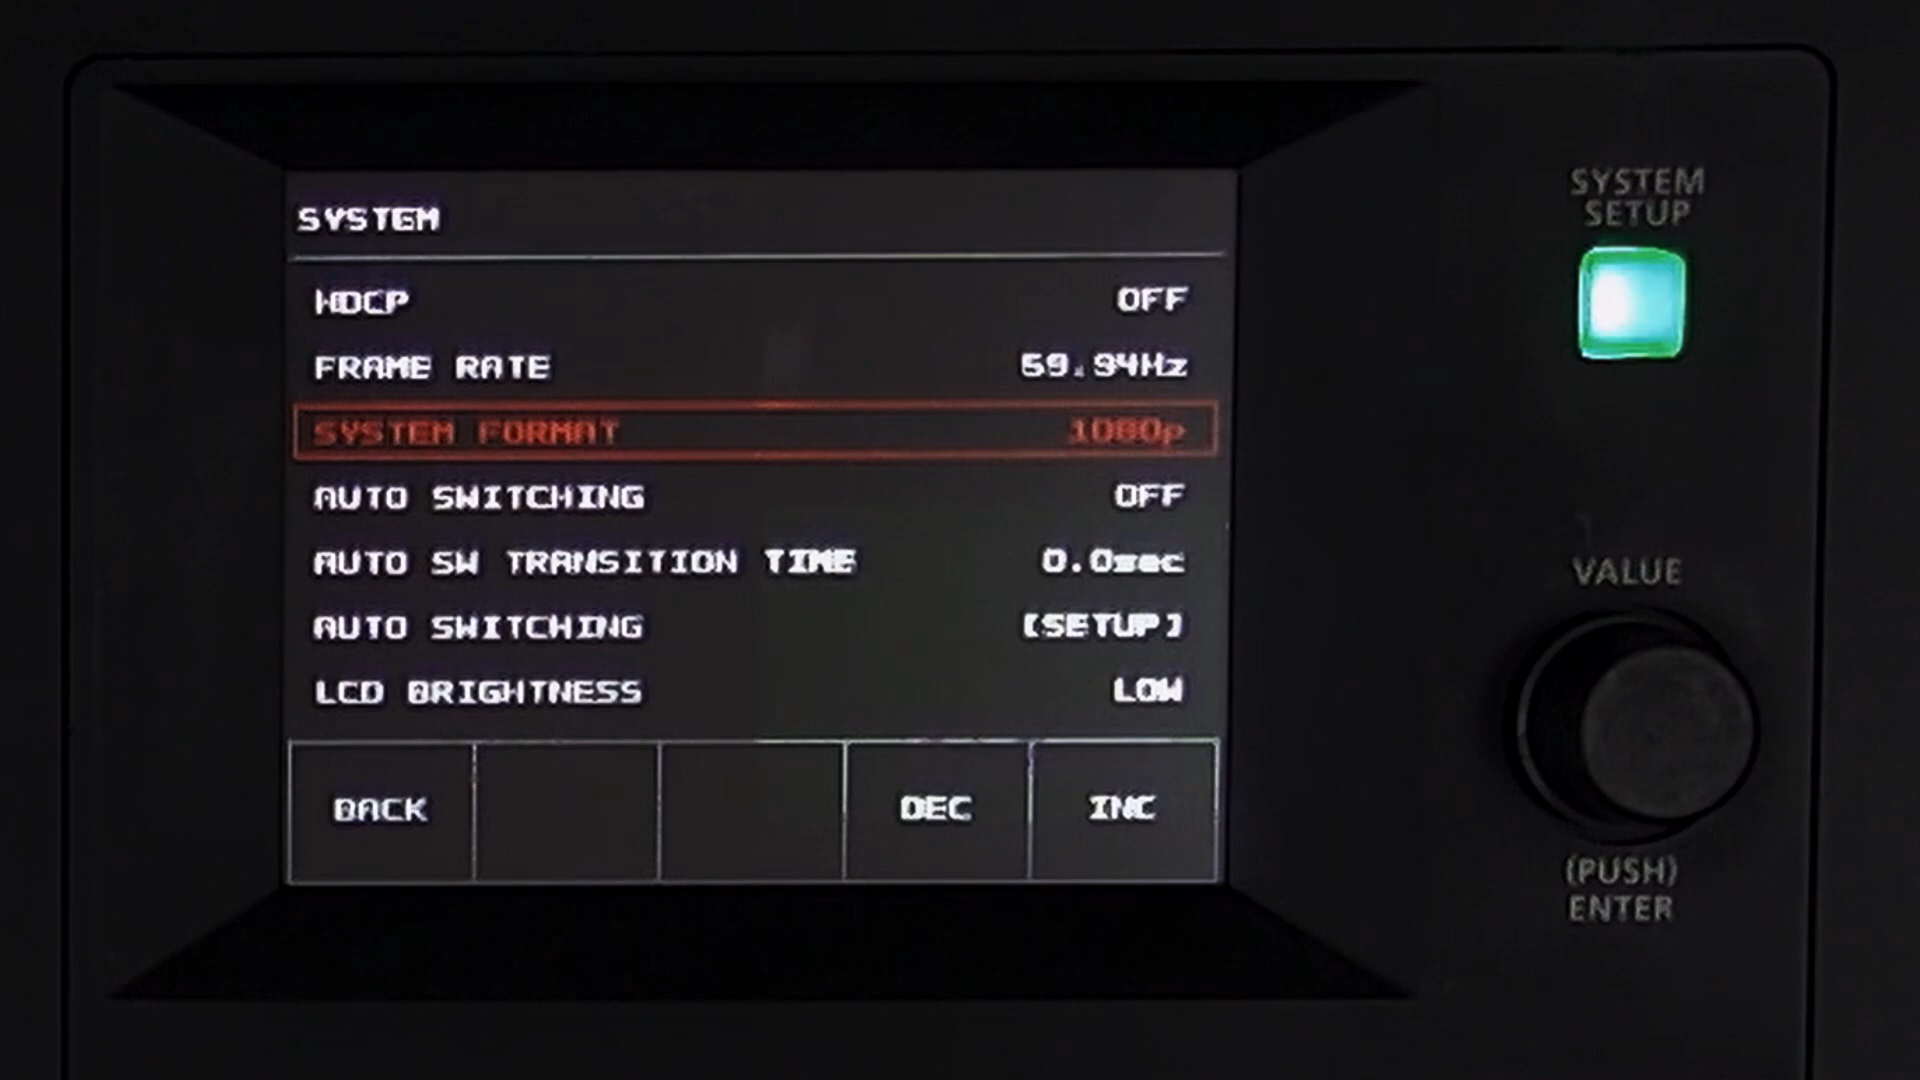 SYSTEM
HDCP OFF
FRAME RATE 59.94Hz
SYSTEM FORMAT 1080p
AUTO SWITCHING OFF
AUTO SW TRANSITION TIME 0.0sec
AUTO SWITCHING [SETUP]
LCD BRIGHTNESS LOW
BACK DEC INC
SYSTEM
SETUP
VALUE
(PUSH)
ENTER